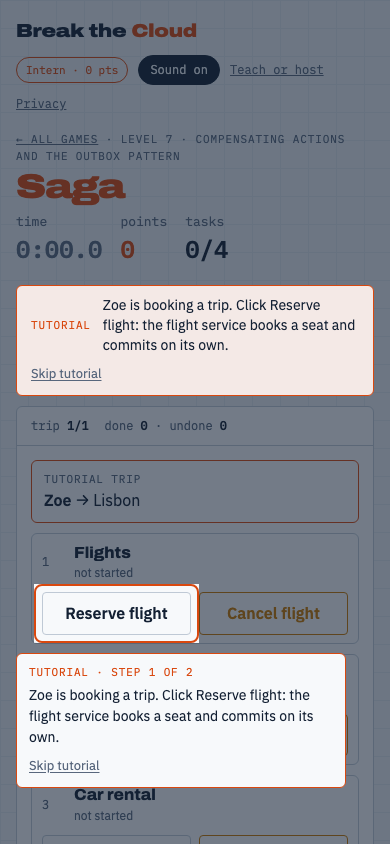 Break the Cloud
Intern · 0 pts
Sound on
Teach or host
Privacy
← ALL GAMES · LEVEL 7 · COMPENSATING ACTIONS
AND THE OUTBOX PATTERN
Saga
time points tasks
0:00.0 0 0/4
TUTORIAL
Zoe is booking a trip. Click Reserve
flight: the flight service books a seat and
commits on its own.
Skip tutorial
trip 1/1 done 0 · undone 0
TUTORIAL TRIP
Zoe → Lisbon
1 Flights
not started
Reserve flight
Cancel flight
TUTORIAL · STEP 1 OF 2
Zoe is booking a trip. Click Reserve flight: the
flight service books a seat and commits on its
own.
Skip tutorial
3 Car rental
not started